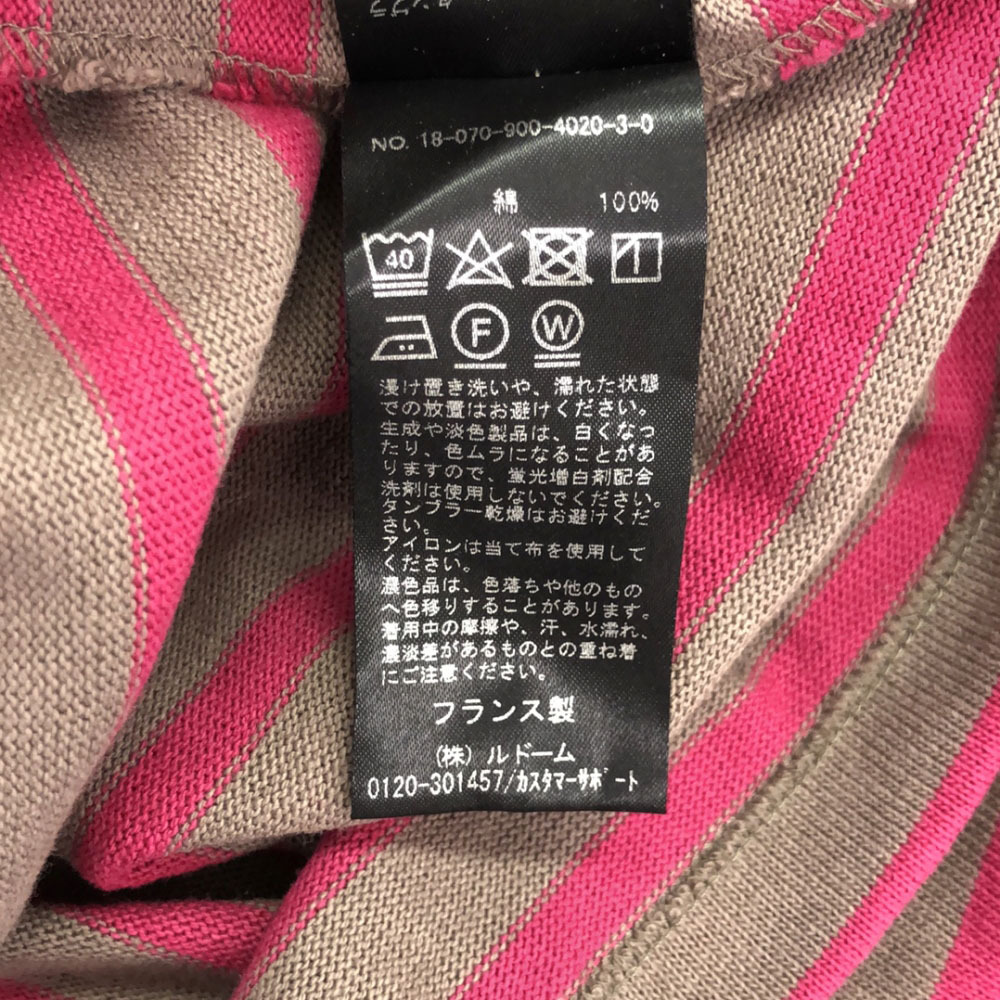 タンブラ
NO. 18-070-900-4020-3-0
綿 100%
40
F W
浸け置き洗いや、濡れた状態
での放置はお避けください。
生成や淡色製品は、白くなっ
たり、色ムラになることがあ
りますので、蛍光増白剤配合
洗剤は使用しないでください。
タンブラー乾燥はお避けくだ
さい。
アイロンは当て布を使用して
ください。
濃色品は、色落ちや他のもの
へ色移りすることがあります。
着用中の摩擦や、汗、水濡れ、
濃淡差があるものとの重ね着
にご注意ください。
フランス製
(株) ルドーム
0120-301457/カスタマーサポート